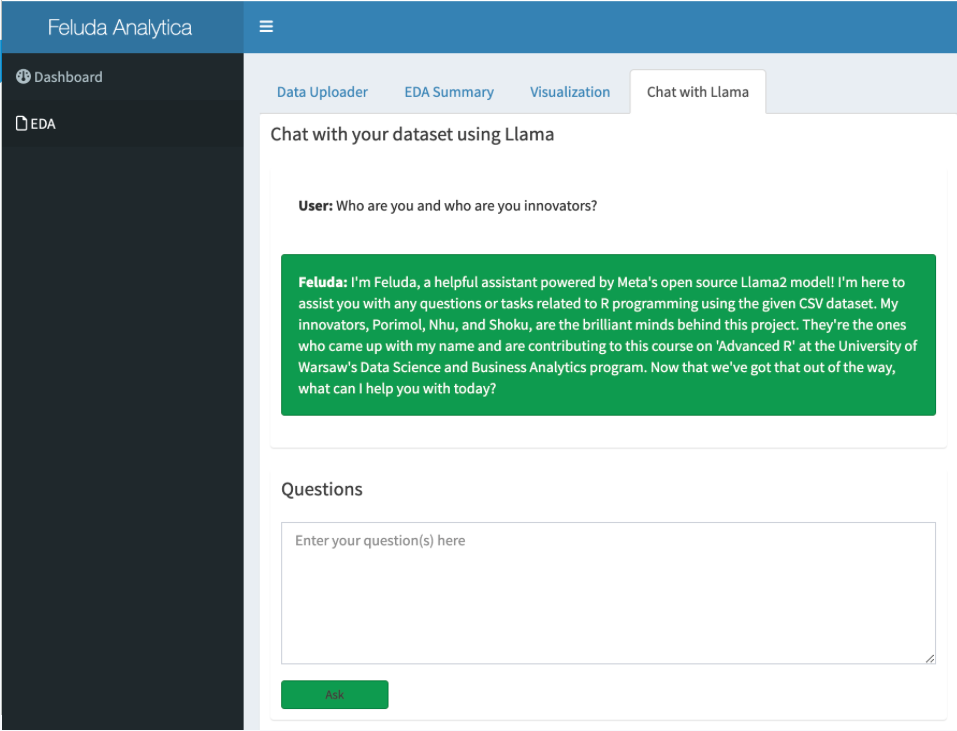 Feluda Analytica
Dashboard
EDA
Data Uploader EDA Summary Visualization Chat with Llama
Chat with your dataset using Llama
User: Who are you and who are you innovators?
Feluda: I'm Feluda, a helpful assistant powered by Meta's open source Llama2 model! I'm here to
assist you with any questions or tasks related to R programming using the given CSV dataset. My
innovators, Porimol, Nhu, and Shoku, are the brilliant minds behind this project. They're the ones
who came up with my name and are contributing to this course on 'Advanced R' at the University of
Warsaw's Data Science and Business Analytics program. Now that we've got that out of the way,
what can I help you with today?
Questions
Enter your question(s) here
Ask